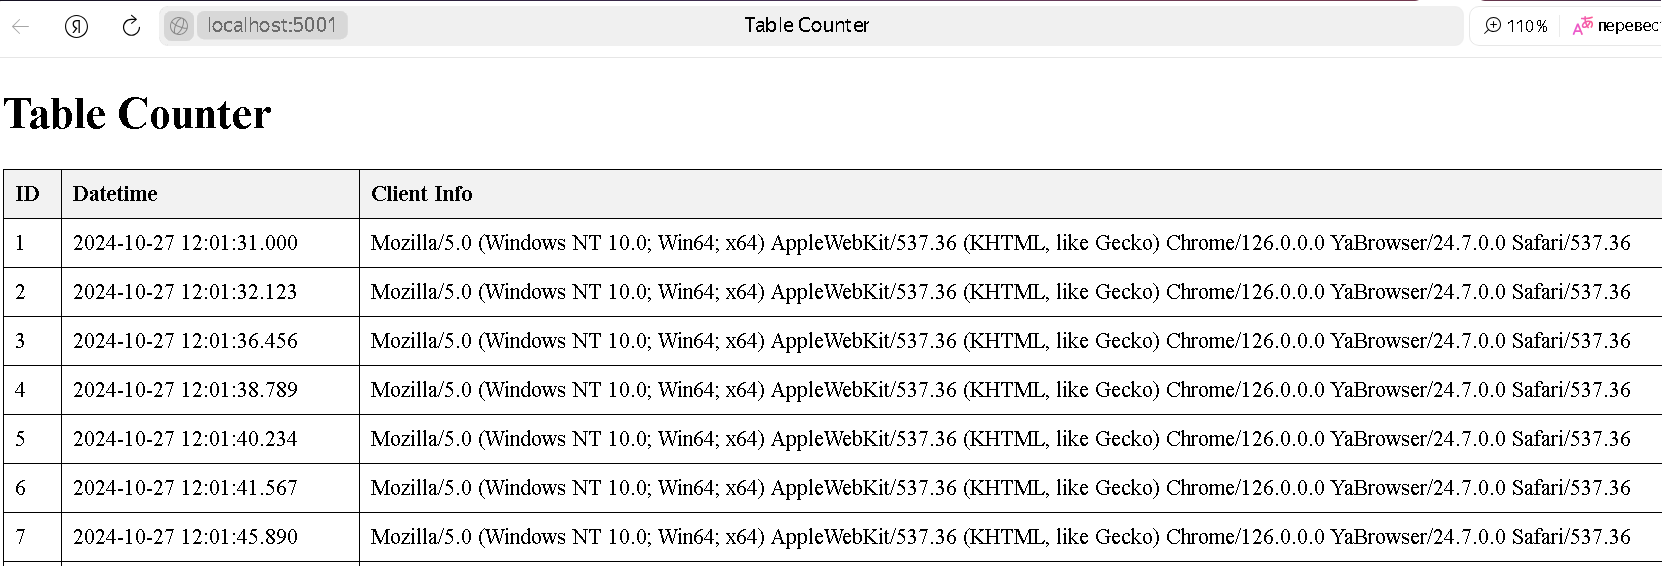 Я localhost:5001 Table Counter 110% перевес
Table Counter
ID Datetime Client Info
1 2024-10-27 12:01:31.000 Mozilla/5.0 (Windows NT 10.0; Win64; x64) AppleWebKit/537.36 (KHTML, like Gecko) Chrome/126.0.0.0 YaBrowser/24.7.0.0 Safari/537.36
2 2024-10-27 12:01:32.123 Mozilla/5.0 (Windows NT 10.0; Win64; x64) AppleWebKit/537.36 (KHTML, like Gecko) Chrome/126.0.0.0 YaBrowser/24.7.0.0 Safari/537.36
3 2024-10-27 12:01:36.456 Mozilla/5.0 (Windows NT 10.0; Win64; x64) AppleWebKit/537.36 (KHTML, like Gecko) Chrome/126.0.0.0 YaBrowser/24.7.0.0 Safari/537.36
4 2024-10-27 12:01:38.789 Mozilla/5.0 (Windows NT 10.0; Win64; x64) AppleWebKit/537.36 (KHTML, like Gecko) Chrome/126.0.0.0 YaBrowser/24.7.0.0 Safari/537.36
5 2024-10-27 12:01:40.234 Mozilla/5.0 (Windows NT 10.0; Win64; x64) AppleWebKit/537.36 (KHTML, like Gecko) Chrome/126.0.0.0 YaBrowser/24.7.0.0 Safari/537.36
6 2024-10-27 12:01:41.567 Mozilla/5.0 (Windows NT 10.0; Win64; x64) AppleWebKit/537.36 (KHTML, like Gecko) Chrome/126.0.0.0 YaBrowser/24.7.0.0 Safari/537.36
7 2024-10-27 12:01:45.890 Mozilla/5.0 (Windows NT 10.0; Win64; x64) AppleWebKit/537.36 (KHTML, like Gecko) Chrome/126.0.0.0 YaBrowser/24.7.0.0 Safari/537.36